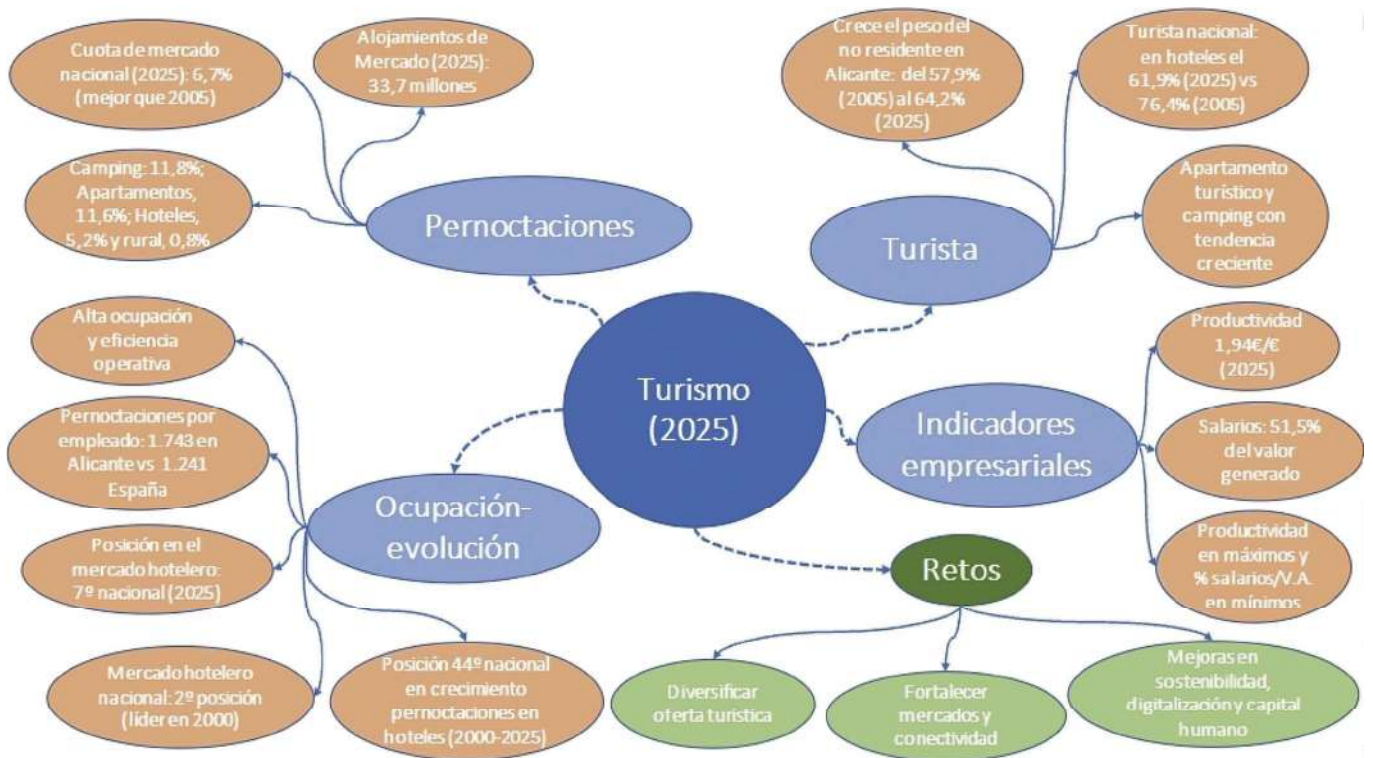 Cuota de mercado
nacional (2025): 6,7%
(mejor que 2005)
Alojamientos de
Mercado (2025):
33,7 millones
Camping: 11,8%;
Apartamentos,
11,6%; Hoteles,
5,2% y rural, 0,8%
Pernoctaciones
Crece el peso del
no residente en
Alicante: del 57,9%
(2005) al 64,2%
(2025)
Turista nacional:
en hoteles el
61,9% (2025) vs
76,4% (2005)
Apartamento
turístico y
camping con
tendencia
creciente
Turista
Turismo
(2025)
Alta ocupación
y eficiencia
operativa
Pernoctaciones por
empleado: 1.743 en
Alicante vs 1.241
España
Posición en el
mercado hotelero:
7º nacional (2025)
Mercado hotelero
nacional: 2ª posición
(líder en 2000)
Posición 44º nacional
en crecimiento
pernoctaciones en
hoteles (2000-2025)
Ocupación-
evolución
Indicadores
empresariales
Productividad
1,94€/€
(2025)
Salarios: 51,5%
del valor
generado
Productividad
en máximos y
% salarios/V.A.
en mínimos
Retos
Diversificar
oferta turística
Fortalecer
mercados y
conectividad
Mejoras en
sostenibilidad,
digitalización y capital
humano